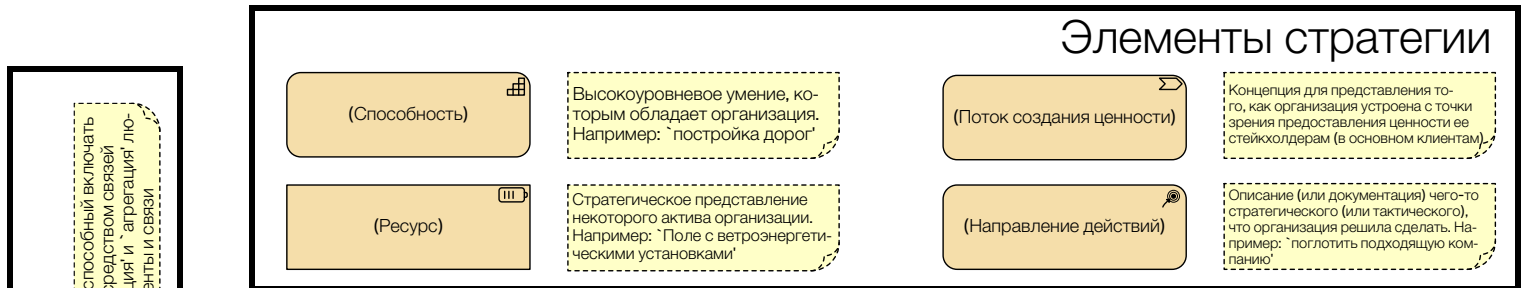 Элементы стратегии
(Способность)
Высокоуровневое умение, ко-
торым обладает организация.
Например: `постройка дорог'
(Поток создания ценности)
Концепция для представления то-
го, как организация устроена с точки
зрения предоставления ценности ее
стейкхолдерам (в основном клиентам)
(Ресурс)
Стратегическое представление
некоторого актива организации.
Например: `Поле с ветроэнергети-
ческими установками'
(Направление действий)
Описание (или документация) чего-то
стратегического (или тактического),
что организация решила сделать. На-
пример: `поглотить подходящую ком-
панию'
способный включать
средством связей
и `агрегация' лю-
и связи